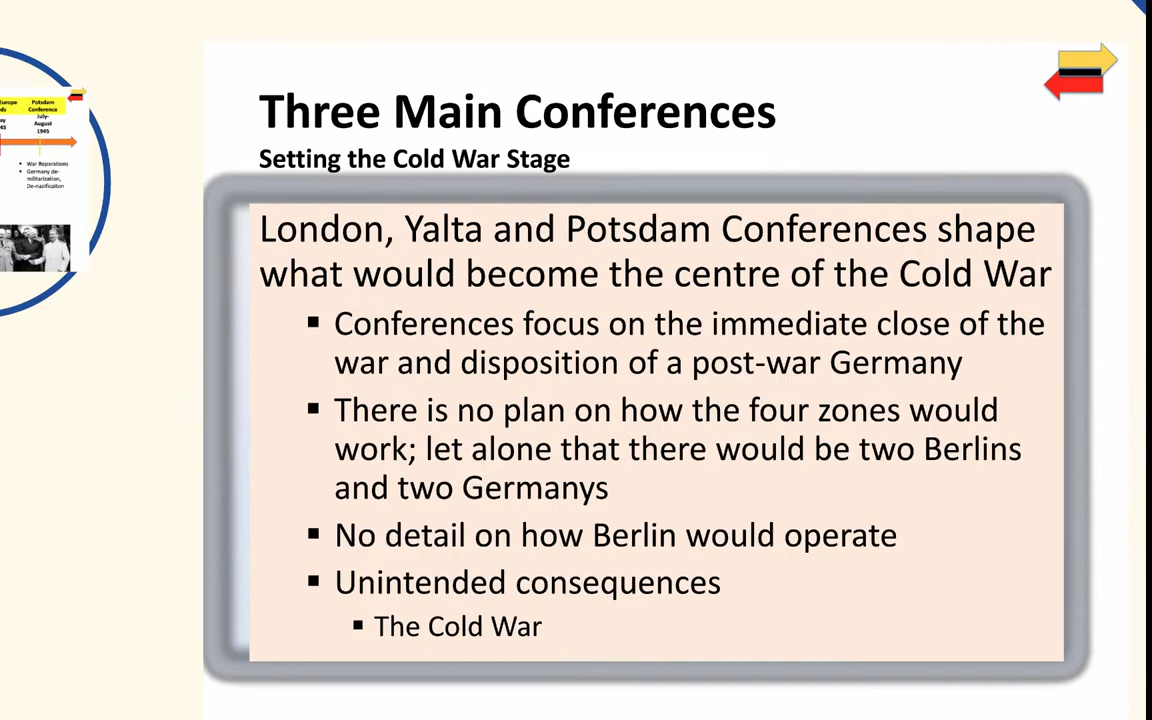 Europe
Potsdam
Conference
July-
August
1945
War Reparations
Germany de-
militarization,
Three Main Conferences
Setting the Cold War Stage
London, Yalta and Potsdam Conferences shape
what would become the centre of the Cold War
▪ Conferences focus on the immediate close of the
war and disposition of a post-war Germany
▪ There is no plan on how the four zones would
work; let alone that there would be two Berlins
and two Germanys
▪ No detail on how Berlin would operate
▪ Unintended consequences
▪ The Cold War